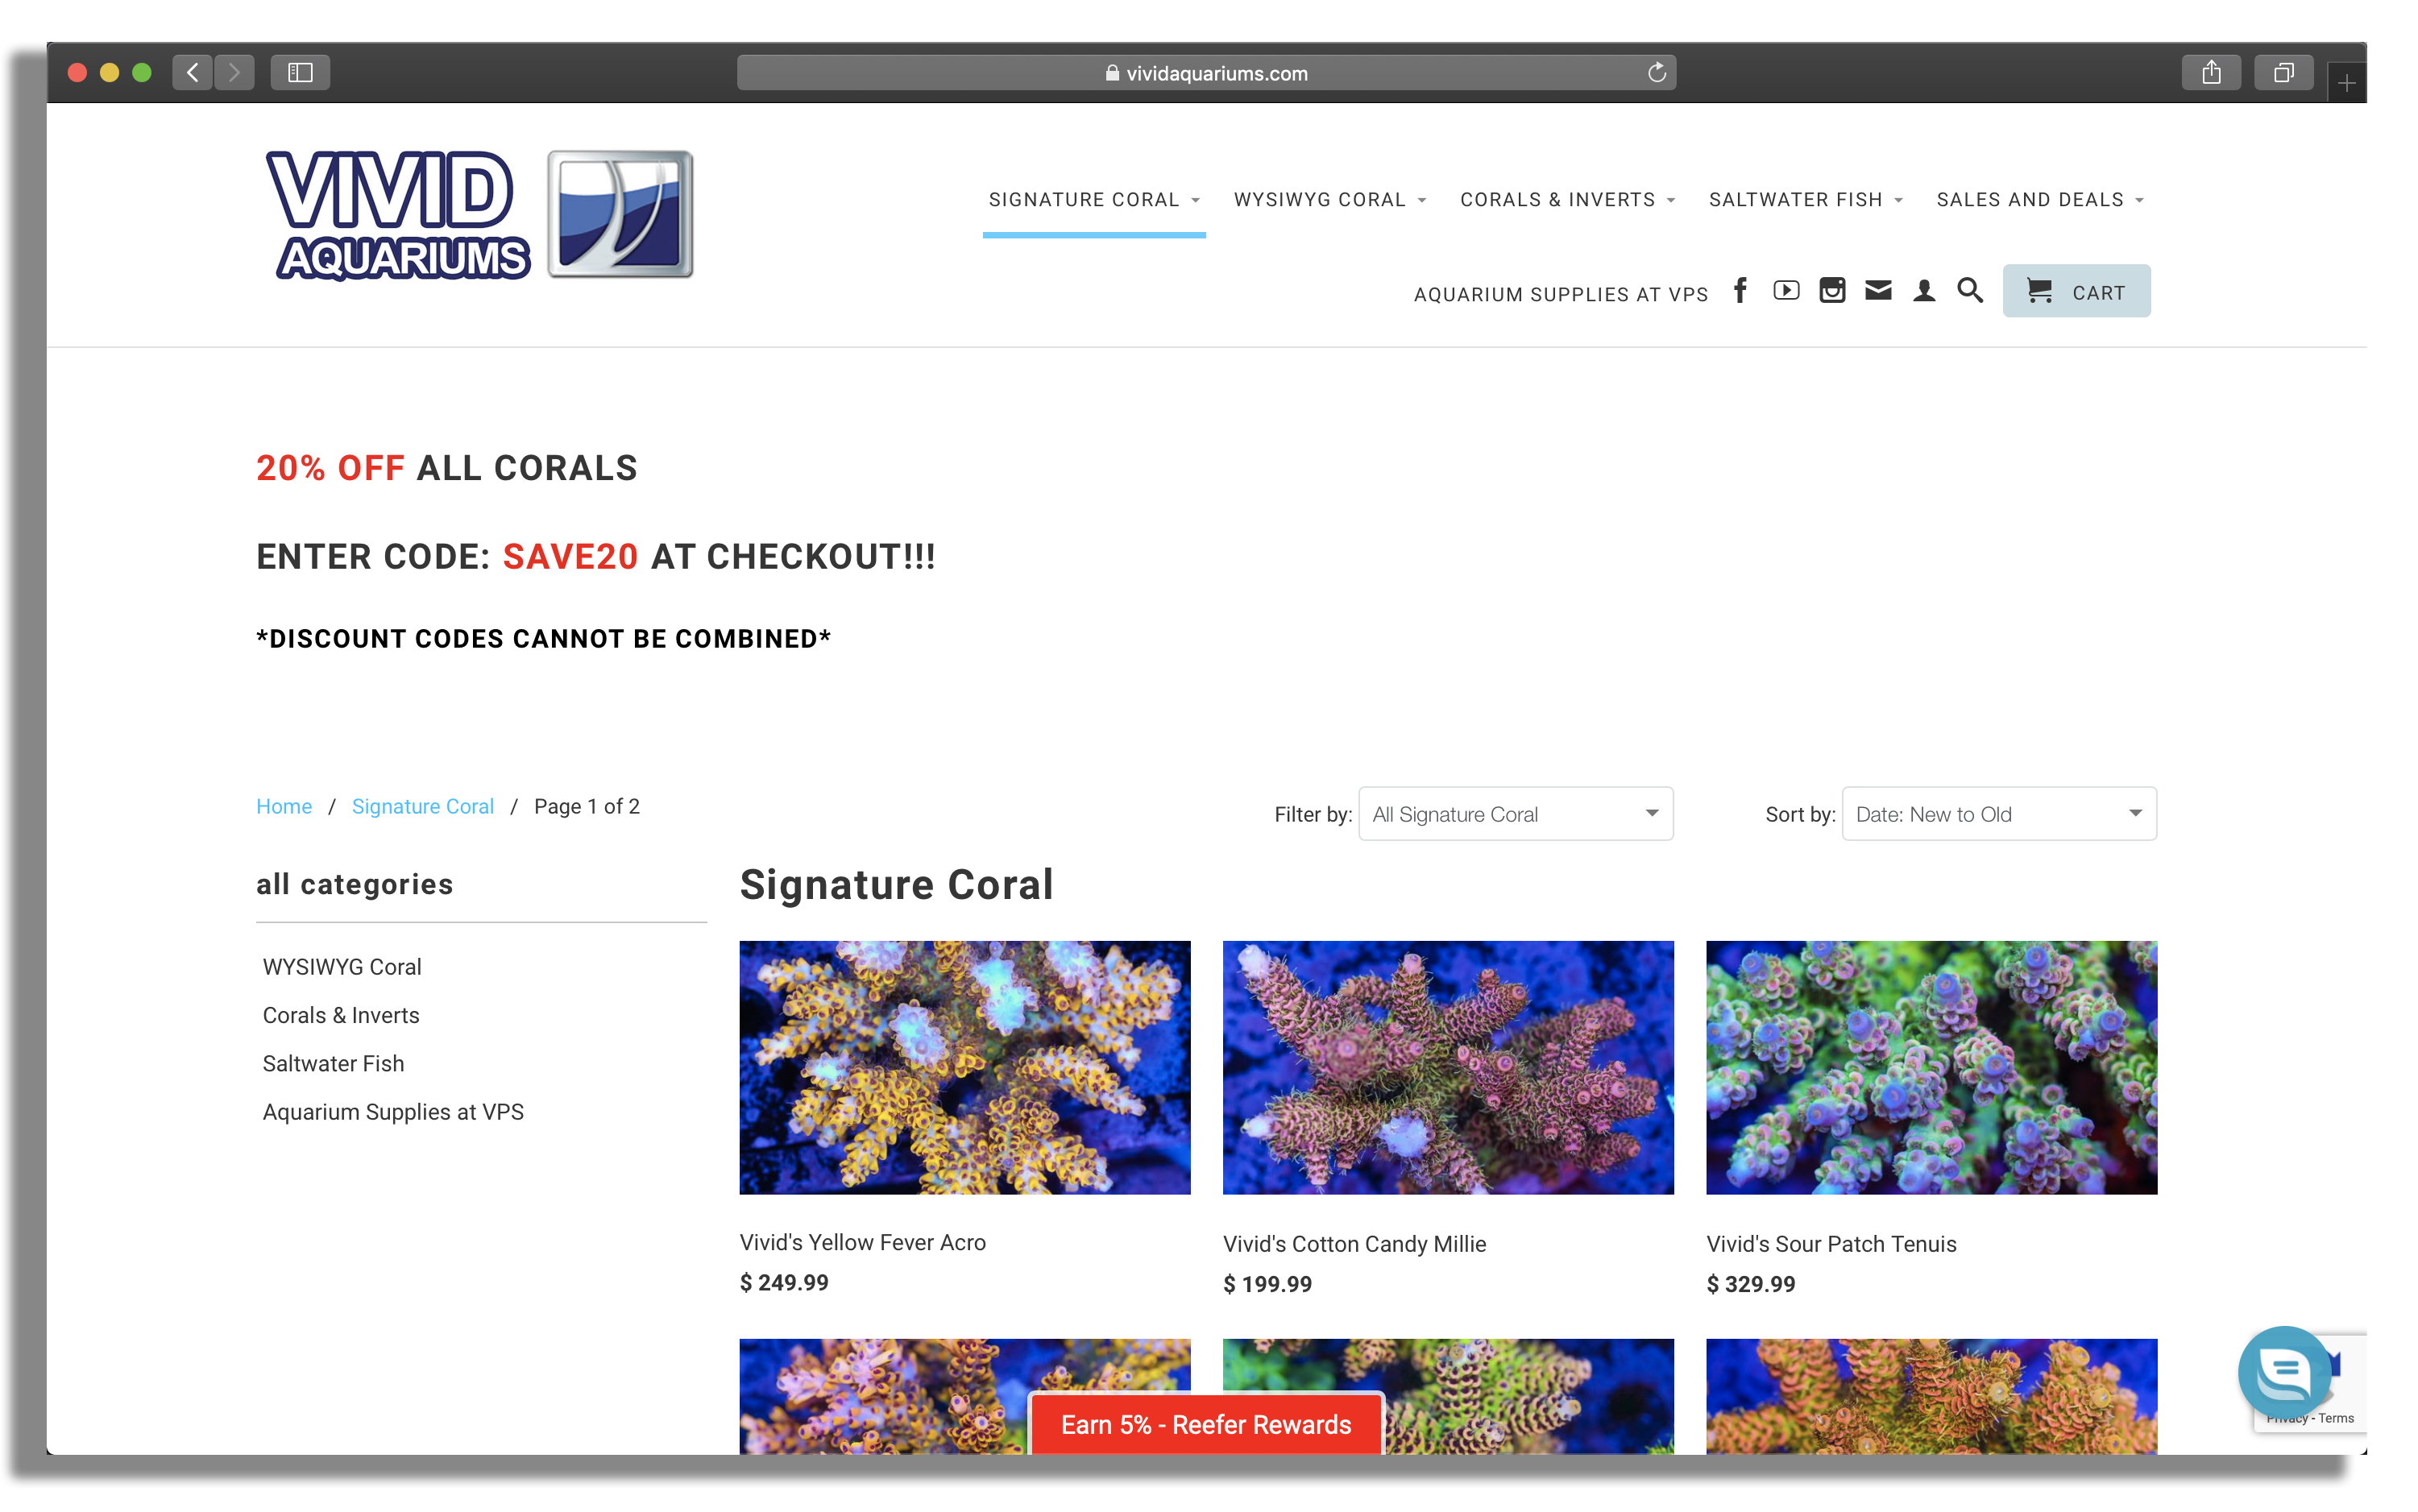 vividaquariums.com
VIVID
AQUARIUMS
SIGNATURE CORAL
WYSIWYG CORAL
CORALS & INVERTS
SALTWATER FISH
SALES AND DEALS
AQUARIUM SUPPLIES AT VPS
CART
20% OFF ALL CORALS
ENTER CODE: SAVE20 AT CHECKOUT!!!
*DISCOUNT CODES CANNOT BE COMBINED*
Home / Signature Coral / Page 1 of 2
Filter by: All Signature Coral
Sort by: Date: New to Old
all categories
WYSIWYG Coral
Corals & Inverts
Saltwater Fish
Aquarium Supplies at VPS
Signature Coral
Vivid's Yellow Fever Acro
$ 249.99
Vivid's Cotton Candy Millie
$ 199.99
Vivid's Sour Patch Tenuis
$ 329.99
Earn 5% - Reefer Rewards
Privacy - Terms